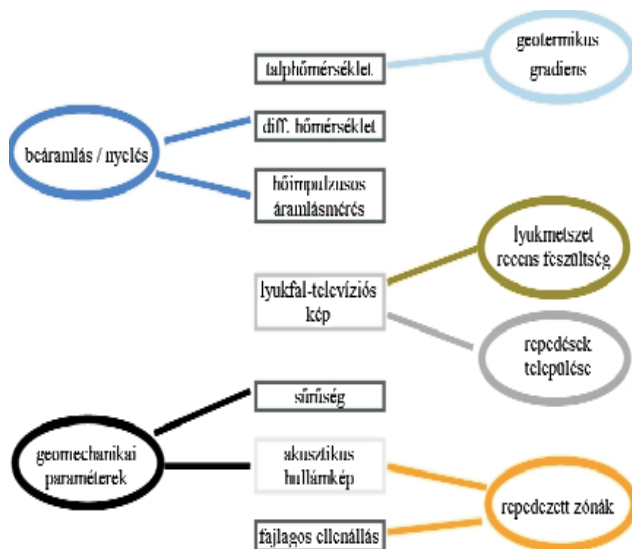 geotermikus
gradiens
talphőmérséklet
diff. hőmérséklet
beáramlás / nyelés
hőimpulzusos
áramlásmérés
lyukmetszet
recens feszültség
lyukfal-televíziós
kép
repedések
települése
sűrűség
geomechanikai
paraméterek
akusztikus
hullámkép
repedezett zónák
fajlagos ellenállás